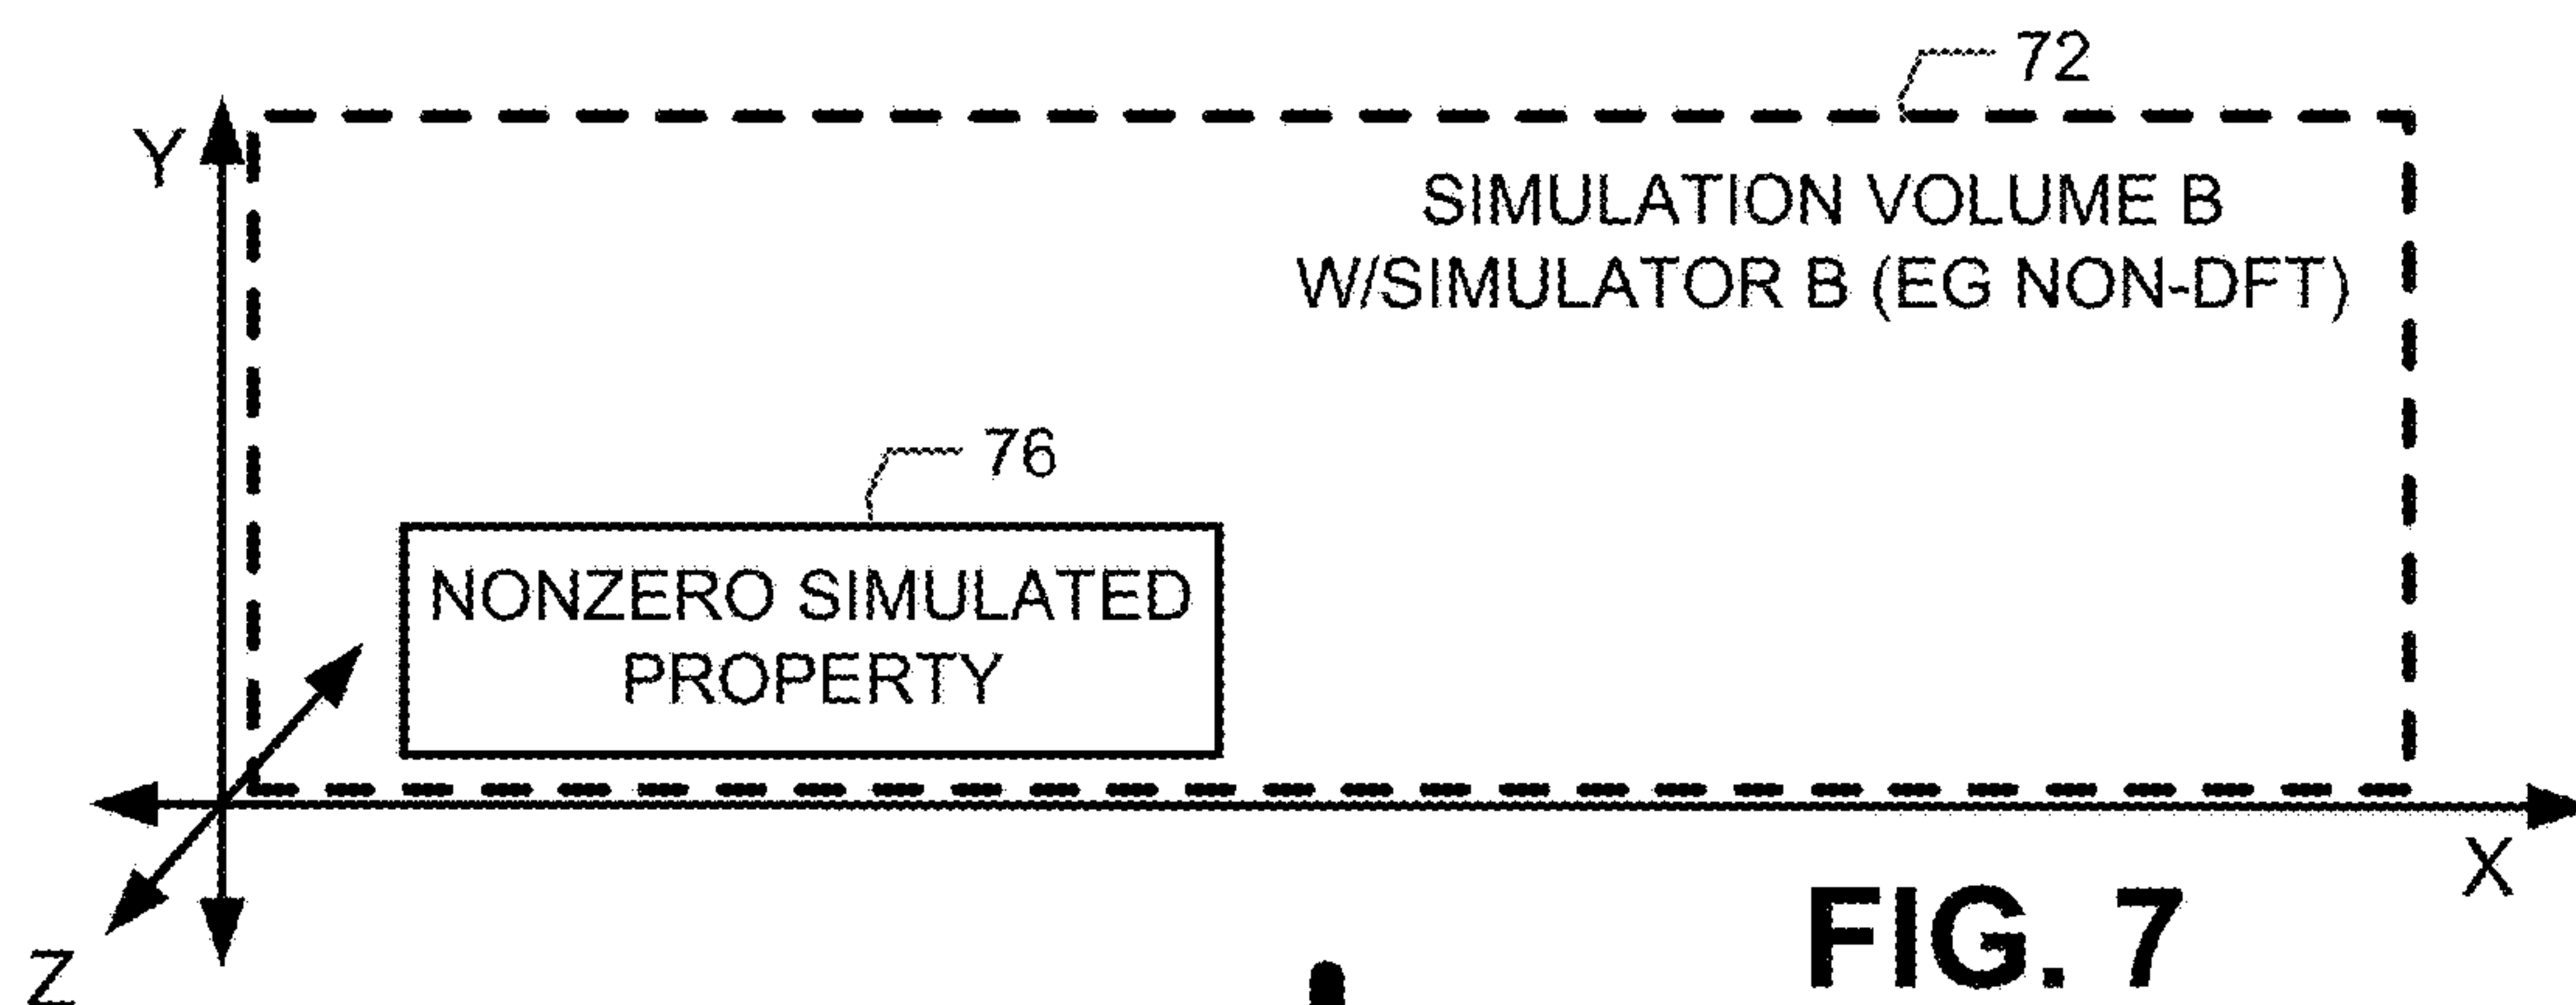 72
Y
SIMULATION VOLUME B
W/SIMULATOR B (EG NON-DFT)
76
NONZERO SIMULATED
PROPERTY
X
FIG. 7
Z